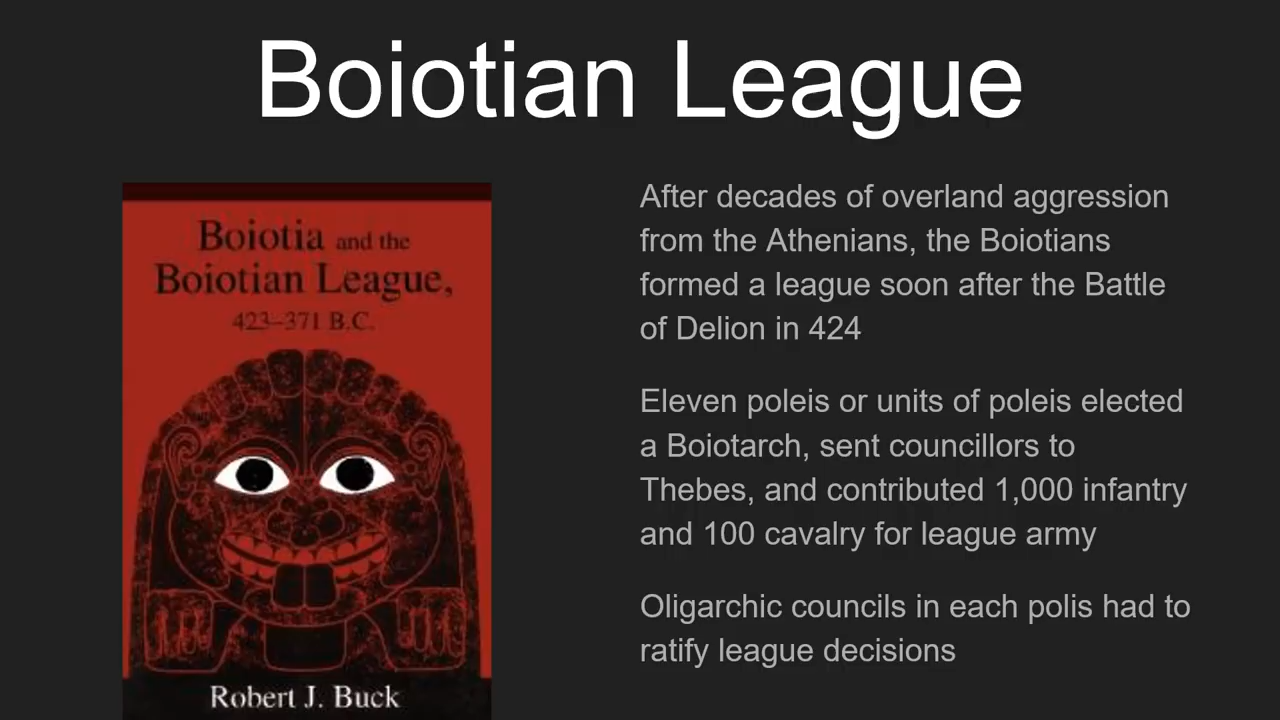 Boiotian League
Boiotia and the
Boiotian League,
423–371 B.C.
Robert J. Buck
After decades of overland aggression
from the Athenians, the Boiotians
formed a league soon after the Battle
of Delion in 424
Eleven poleis or units of poleis elected
a Boiotarch, sent councillors to
Thebes, and contributed 1,000 infantry
and 100 cavalry for league army
Oligarchic councils in each polis had to
ratify league decisions